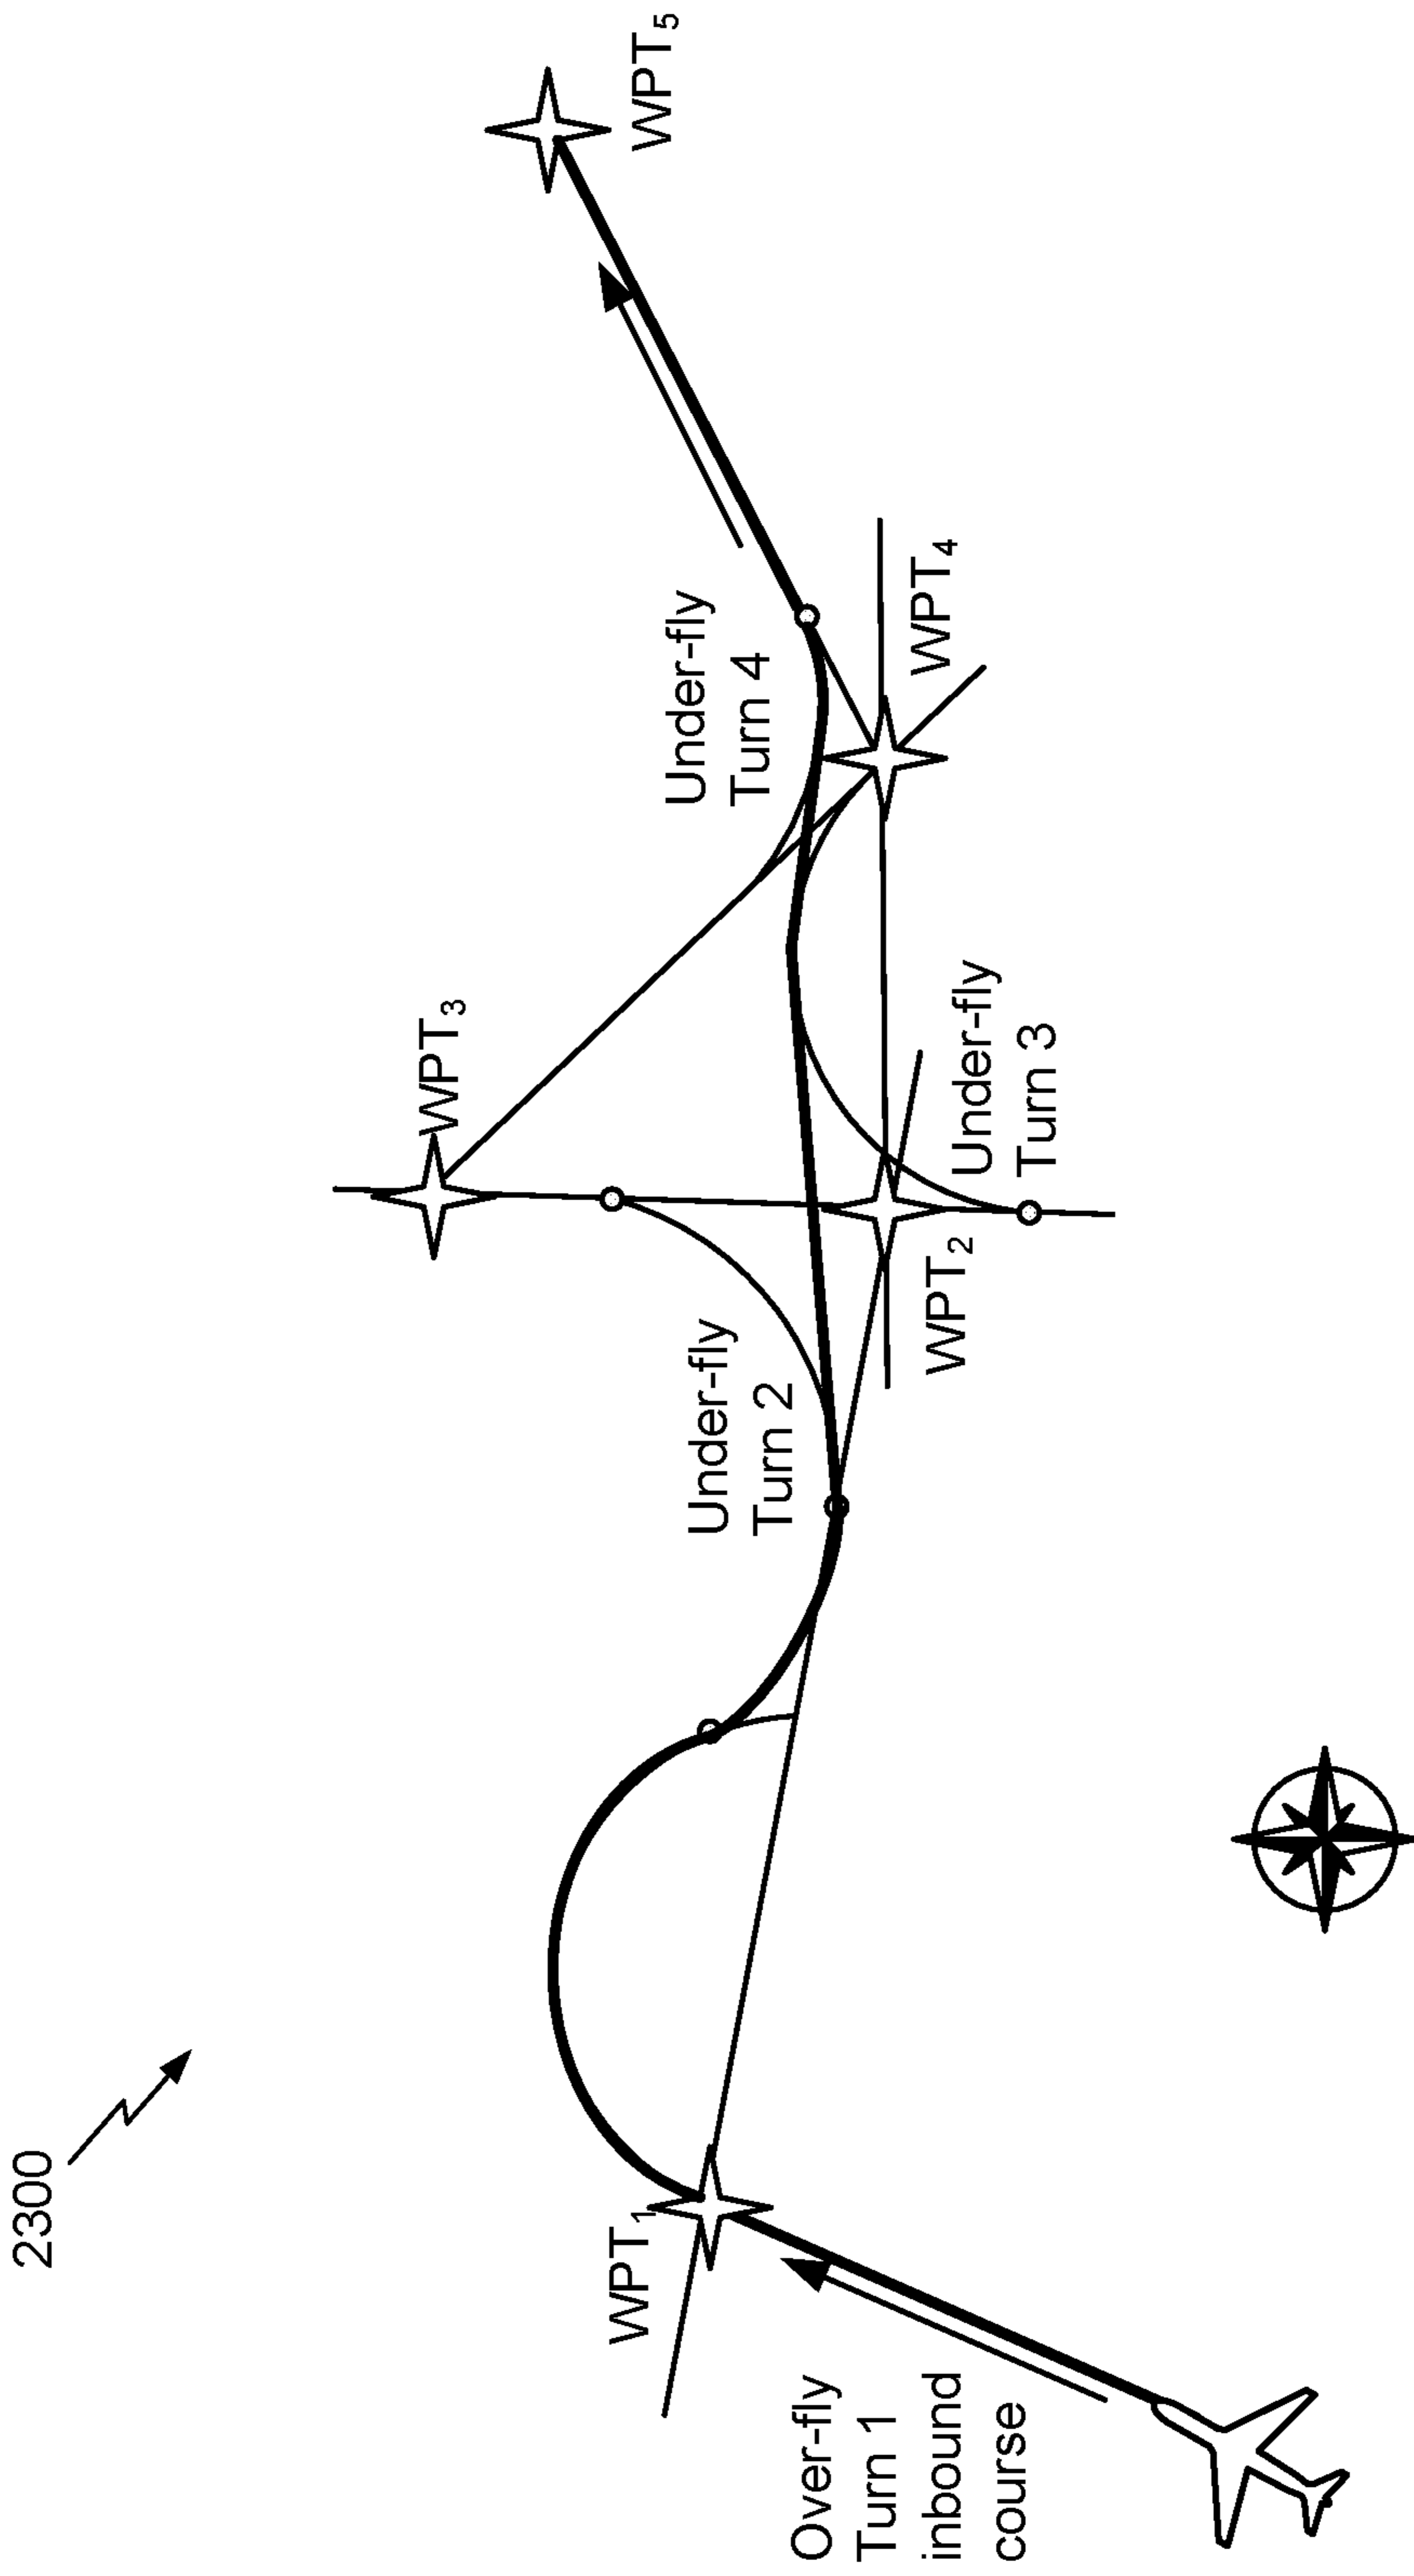 2300
WPT1
Over-fly
Turn 1
inbound
course
Under-fly
Turn 2
WPT2
WPT3
Under-fly
Turn 3
Under-fly
Turn 4
WPT4
WPT5